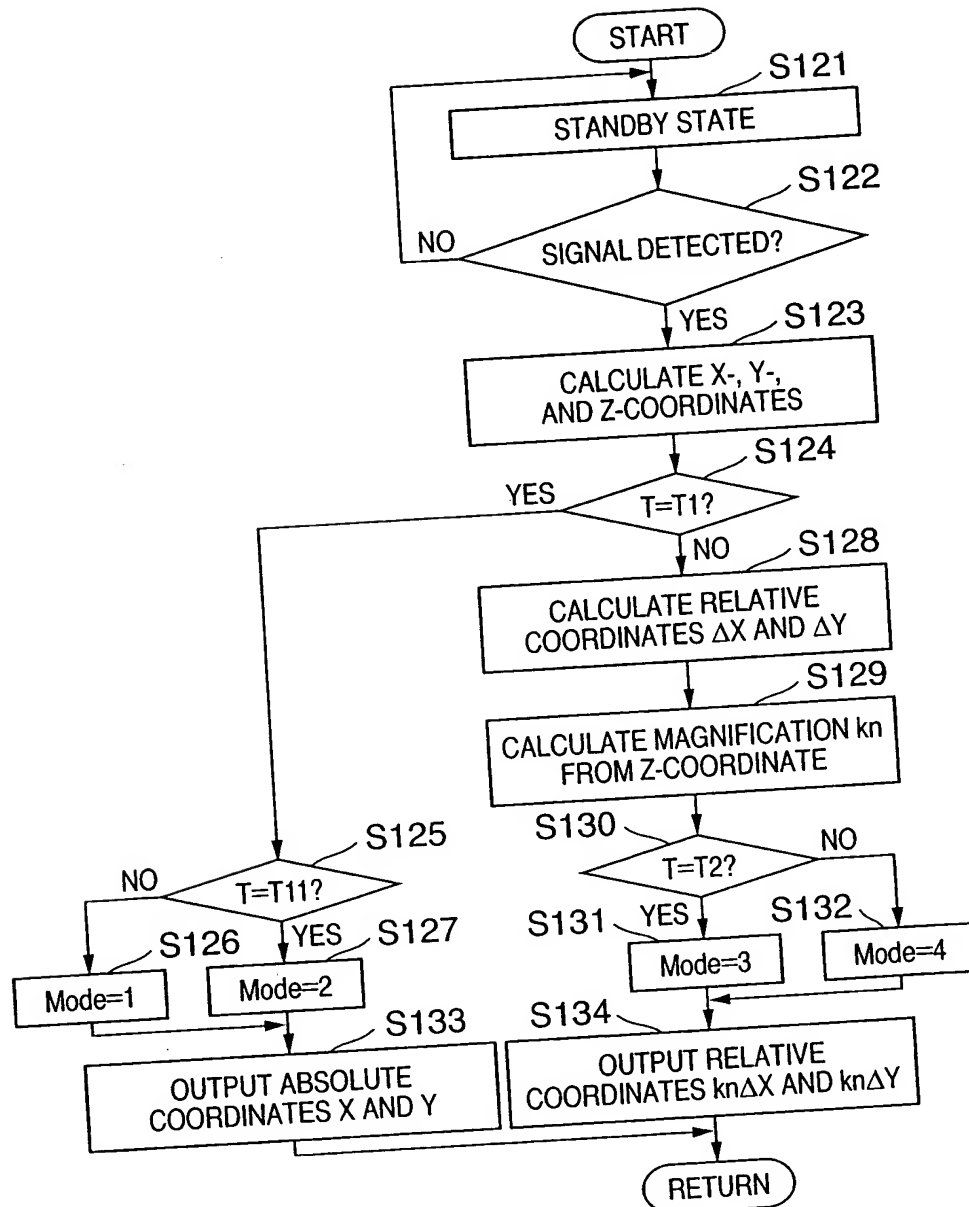 START
S121
STANDBY STATE
S122
SIGNAL DETECTED?
NO
YES
S123
CALCULATE X-, Y-,
AND Z-COORDINATES
S124
T=T1?
YES
NO
S128
CALCULATE RELATIVE
COORDINATES ΔX AND ΔY
S129
CALCULATE MAGNIFICATION kn
FROM Z-COORDINATE
S130
T=T2?
NO
YES
S125
T=T11?
NO
YES
S126
Mode=1
S127
Mode=2
S131
Mode=3
S132
Mode=4
S133
OUTPUT ABSOLUTE
COORDINATES X AND Y
S134
OUTPUT RELATIVE
COORDINATES knΔX AND knΔY
RETURN